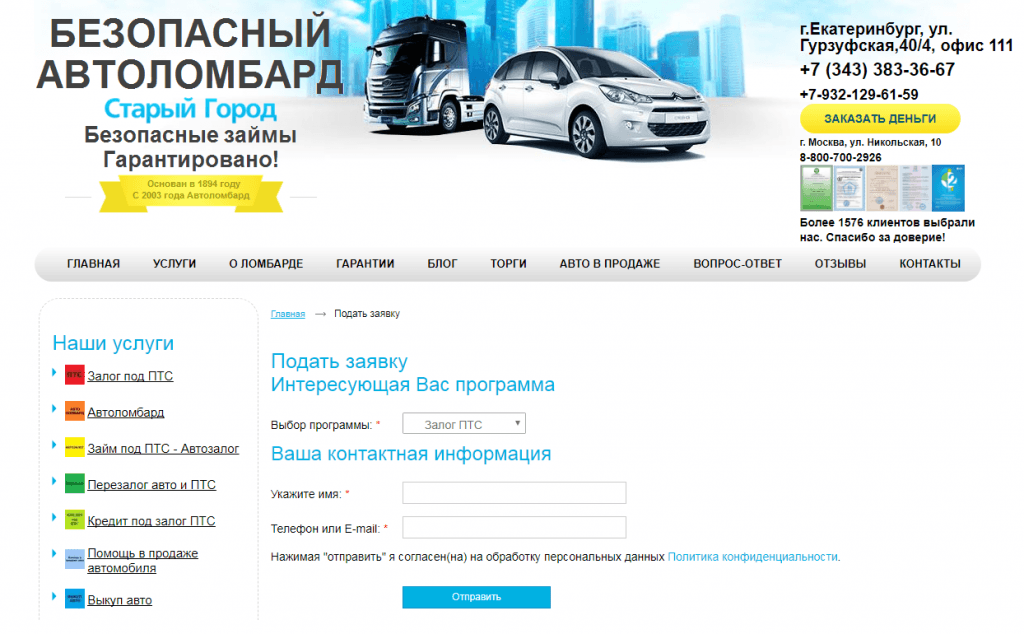 БЕЗОПАСНЫЙ
АВТОЛОМБАРД
Старый Город
Безопасные займы
Гарантировано!
Основан в 1894 году
С 2003 года Автоломбард
г.Екатеринбург, ул.
Гурзуфская,40/4, офис 111
+7 (343) 383-36-67
+7-932-129-61-59
ЗАКАЗАТЬ ДЕНЬГИ
г. Москва, ул. Никольская, 10
8-800-700-2926
Более 1576 клиентов выбрали
нас. Спасибо за доверие!
ГЛАВНАЯ УСЛУГИ О ЛОМБАРДЕ ГАРАНТИИ БЛОГ ТОРГИ АВТО В ПРОДАЖЕ ВОПРОС-ОТВЕТ ОТЗЫВЫ КОНТАКТЫ
Наши услуги
ПТС Залог под ПТС
Автоломбард
Займ под ПТС - Автозалог
Перезалог авто и ПТС
Кредит под залог ПТС
Помощь в продаже
автомобиля
Выкуп авто
Главная → Подать заявку
Подать заявку
Интересующая Вас программа
Выбор программы: * Залог ПТС
Ваша контактная информация
Укажите имя: *
Телефон или E-mail: *
Нажимая "отправить" я согласен(на) на обработку персональных данных Политика конфиденциальности.
Отправить